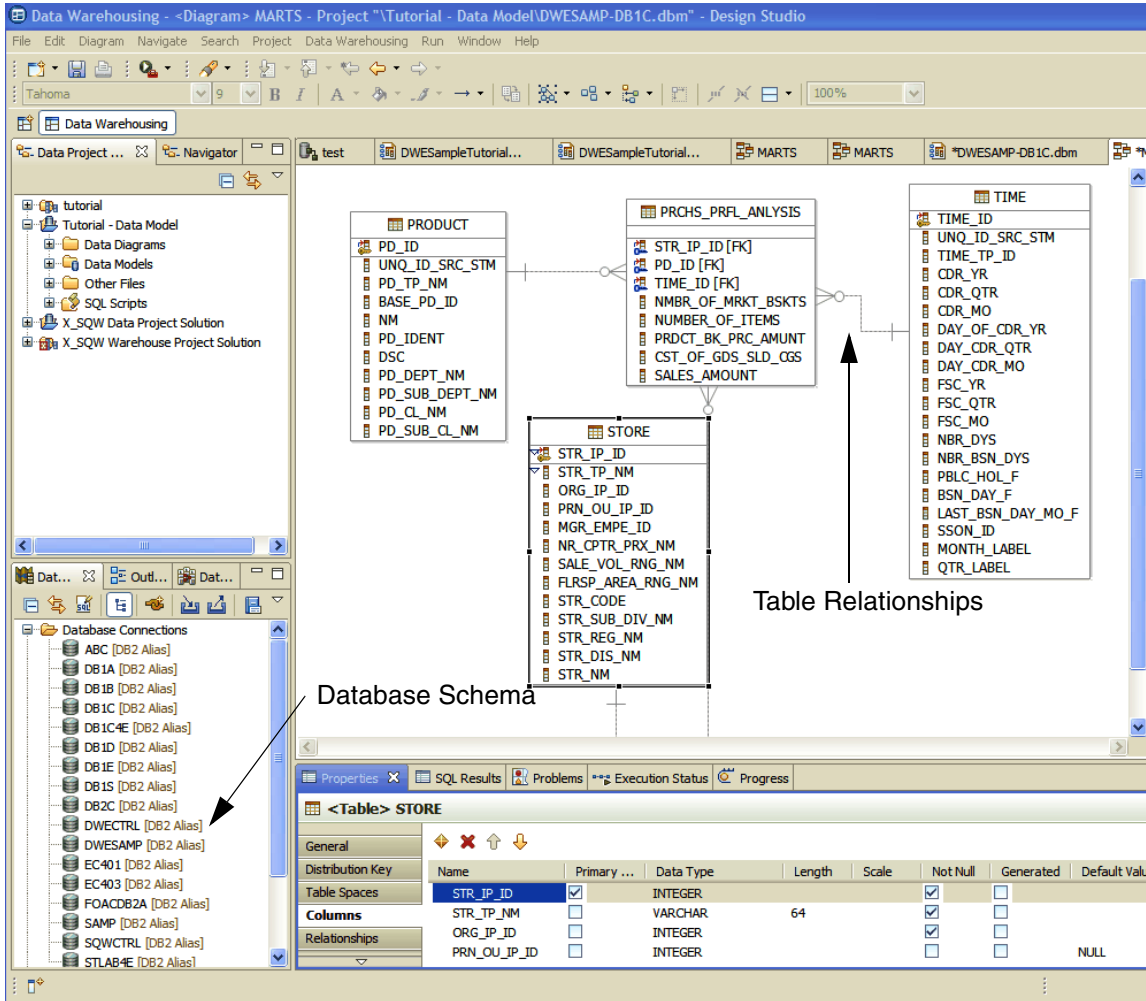 Data Warehousing - <Diagram> MARTS - Project "\Tutorial - Data Model\DWESAMP-DB1C.dbm" - Design Studio
File Edit Diagram Navigate Search Project Data Warehousing Run Window Help
Tahoma 9 B I A 100%
Data Warehousing
Data Project ... Navigator
tutorial
Tutorial - Data Model
Data Diagrams
Data Models
Other Files
SQL Scripts
X_SQW Data Project Solution
X_SQW Warehouse Project Solution
test DWESampleTutorial... DWESampleTutorial... MARTS MARTS *DWESAMP-DB1C.dbm
PRODUCT
PD_ID
UNQ_ID_SRC_STM
PD_TP_NM
BASE_PD_ID
NM
PD_IDENT
DSC
PD_DEPT_NM
PD_SUB_DEPT_NM
PD_CL_NM
PD_SUB_CL_NM
PRCHS_PRFL_ANLYSIS
STR_IP_ID [FK]
PD_ID [FK]
TIME_ID [FK]
NMBR_OF_MRKT_BSKTS
NUMBER_OF_ITEMS
PRDCT_BK_PRC_AMUNT
CST_OF_GDS_SLD_CGS
SALES_AMOUNT
TIME
TIME_ID
UNQ_ID_SRC_STM
TIME_TP_ID
CDR_YR
CDR_QTR
CDR_MO
DAY_OF_CDR_YR
DAY_CDR_QTR
DAY_CDR_MO
FSC_YR
FSC_QTR
FSC_MO
NBR_DYS
NBR_BSN_DYS
PBLC_HOL_F
BSN_DAY_F
LAST_BSN_DAY_MO_F
SSON_ID
MONTH_LABEL
QTR_LABEL
STORE
STR_IP_ID
STR_TP_NM
ORG_IP_ID
PRN_OU_IP_ID
MGR_EMPE_ID
NR_CPTR_PRX_NM
SALE_VOL_RNG_NM
FLRSP_AREA_RNG_NM
STR_CODE
STR_SUB_DIV_NM
STR_REG_NM
STR_DIS_NM
STR_NM
Table Relationships
Database Schema
Dat... Outl... Dat...
SQL
Database Connections
ABC [DB2 Alias]
DB1A [DB2 Alias]
DB1B [DB2 Alias]
DB1C [DB2 Alias]
DB1C4E [DB2 Alias]
DB1D [DB2 Alias]
DB1E [DB2 Alias]
DB1S [DB2 Alias]
DB2C [DB2 Alias]
DWECTRL [DB2 Alias]
DWESAMP [DB2 Alias]
EC401 [DB2 Alias]
EC403 [DB2 Alias]
FOACDB2A [DB2 Alias]
SAMP [DB2 Alias]
SQWCTRL [DB2 Alias]
STLAB4E [DB2 Alias]
Properties SQL Results Problems Execution Status Progress
<Table> STORE
General
Distribution Key
Table Spaces
Columns
Relationships
Name Primary ... Data Type Length Scale Not Null Generated Default Valu
STR_IP_ID INTEGER
STR_TP_NM VARCHAR 64
ORG_IP_ID INTEGER
PRN_OU_IP_ID INTEGER NULL